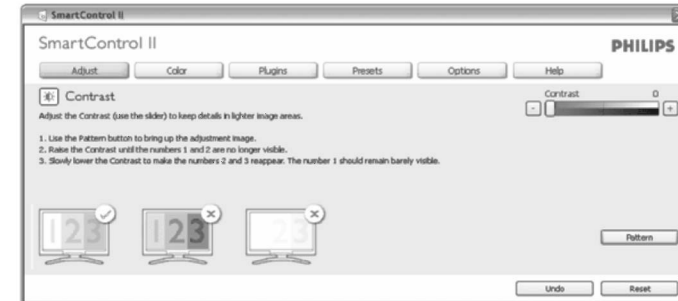 SmartControl II
SmartControl II
PHILIPS
Adjust Color Plugins Presets Options Help
Contrast
Contrast 0
Adjust the Contrast (use the slider) to keep details in lighter image areas.
- +
1. Use the Pattern button to bring up the adjustment image.
2. Raise the Contrast until the numbers 1 and 2 are no longer visible.
3. Slowly lower the Contrast to make the numbers 2 and 3 reappear. The number 1 should remain barely visible.
123 123 23
Pattern
Undo Reset